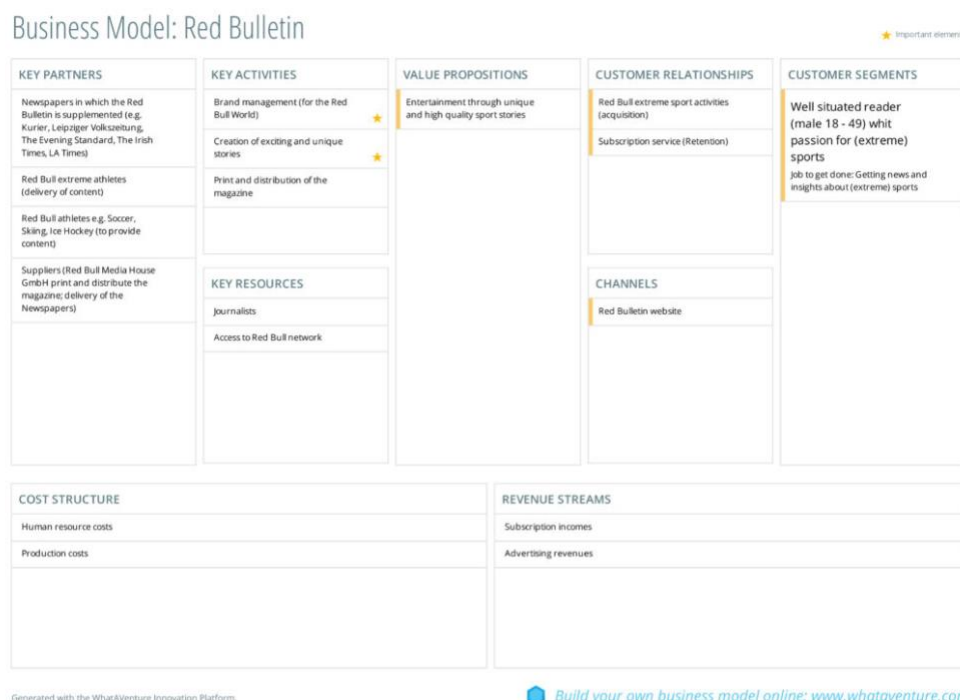 Business Model: Red Bulletin
Important element
KEY PARTNERS
Newspapers in which the Red
Bulletin is supplemented (e.g.
Kurier, Leipziger Volkszeitung,
The Evening Standard, The Irish
Times, LA Times)
Red Bull extreme athletes
(delivery of content)
Red Bull athletes e.g. Soccer,
Skiing, Ice Hockey (to provide
content)
Suppliers (Red Bull Media House
GmbH print and distribute the
magazine; delivery of the
Newspapers)
KEY ACTIVITIES
Brand management (for the Red
Bull World)
Creation of exciting and unique
stories
Print and distribution of the
magazine
KEY RESOURCES
Journalists
Access to Red Bull network
VALUE PROPOSITIONS
Entertainment through unique
and high quality sport stories
CUSTOMER RELATIONSHIPS
Red Bull extreme sport activities
(acquisition)
Subscription service (Retention)
CHANNELS
Red Bulletin website
CUSTOMER SEGMENTS
Well situated reader
(male 18 - 49) whit
passion for (extreme)
sports
Job to get done: Getting news and
insights about (extreme) sports
COST STRUCTURE
Human resource costs
Production costs
REVENUE STREAMS
Subscription incomes
Advertising revenues
Generated with the WhatAVenture Innovation Platform.
Build your own business model online: www.whataventure.com